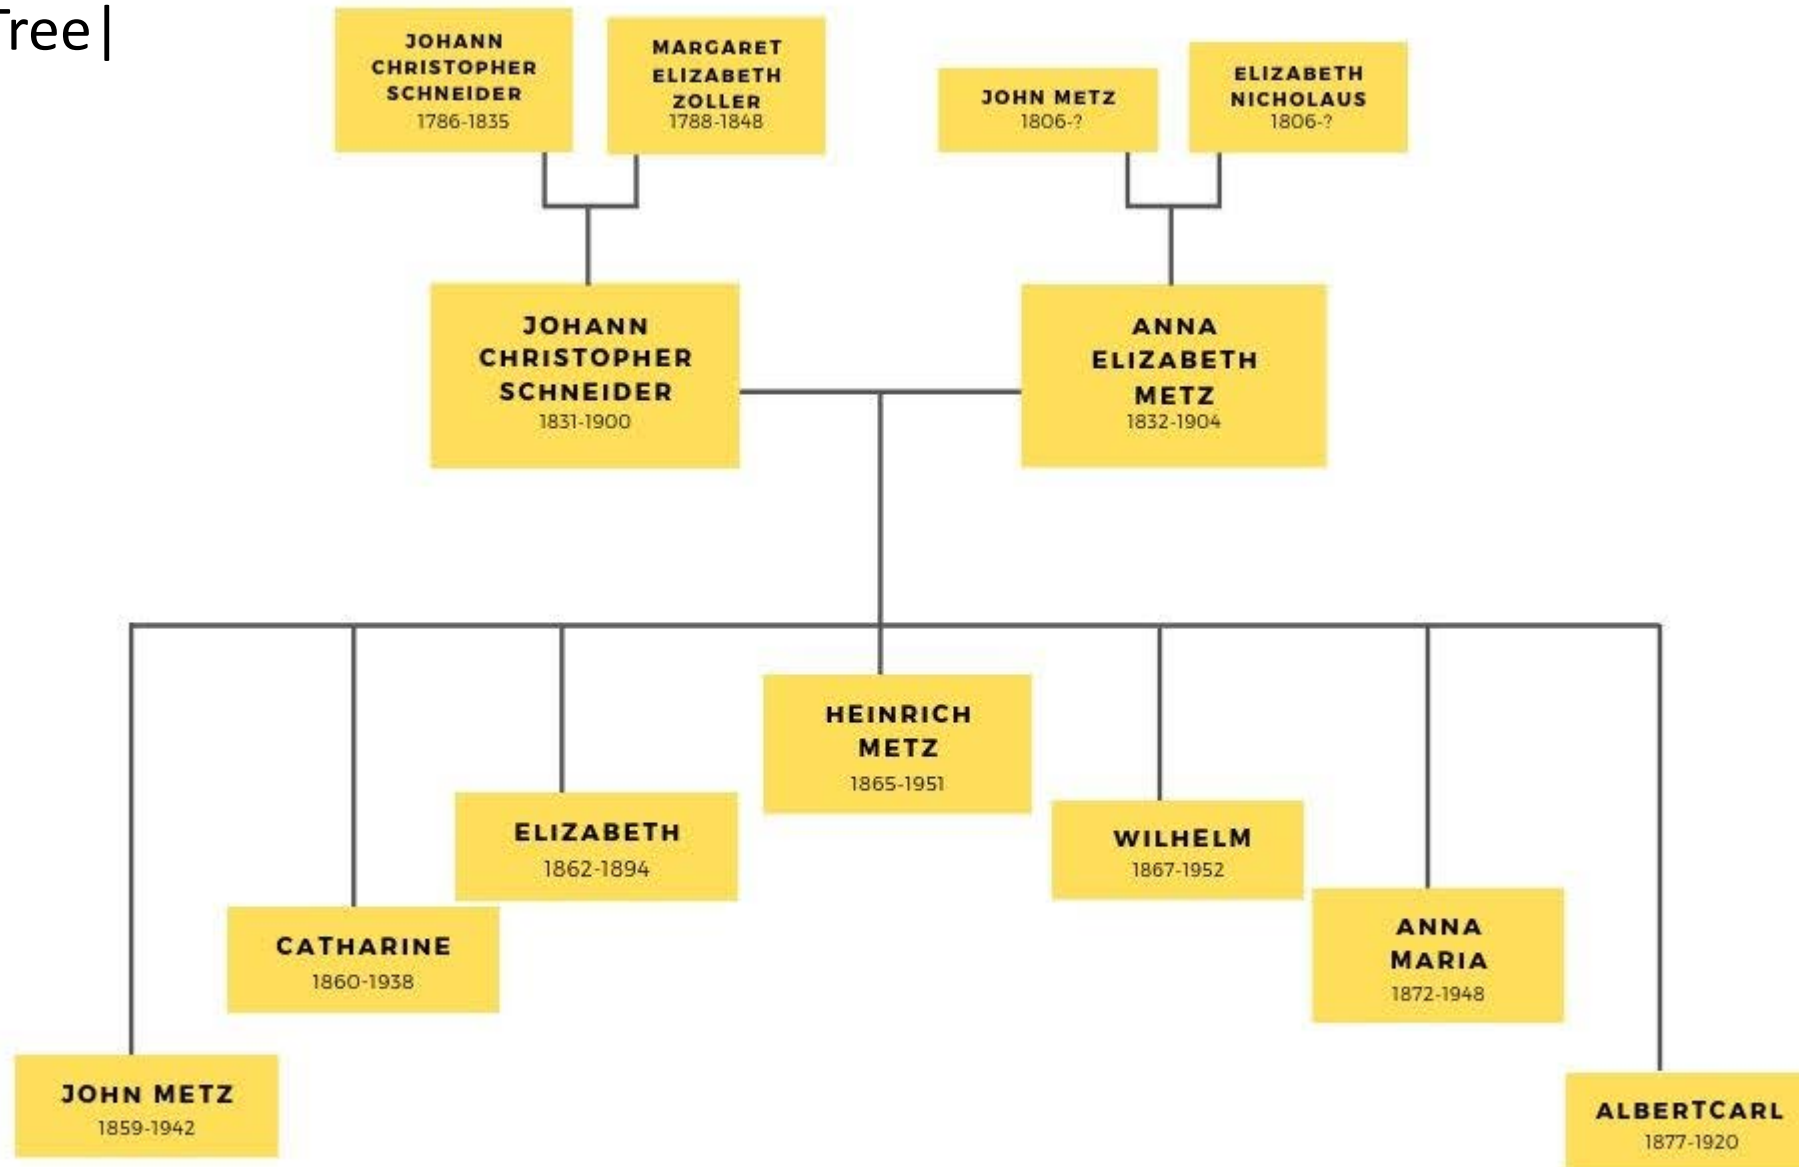 Tree|
JOHANN
CHRISTOPHER
SCHNEIDER
1786-1835
MARGARET
ELIZABETH
ZOLLER
1788-1848
JOHN METZ
1806-?
ELIZABETH
NICHOLAUS
1806-?
JOHANN
CHRISTOPHER
SCHNEIDER
1831-1900
ANNA
ELIZABETH
METZ
1832-1904
HEINRICH
METZ
1865-1951
ELIZABETH
1862-1894
WILHELM
1867-1952
CATHARINE
1860-1938
ANNA
MARIA
1872-1948
JOHN METZ
1859-1942
ALBERTCARL
1877-1920